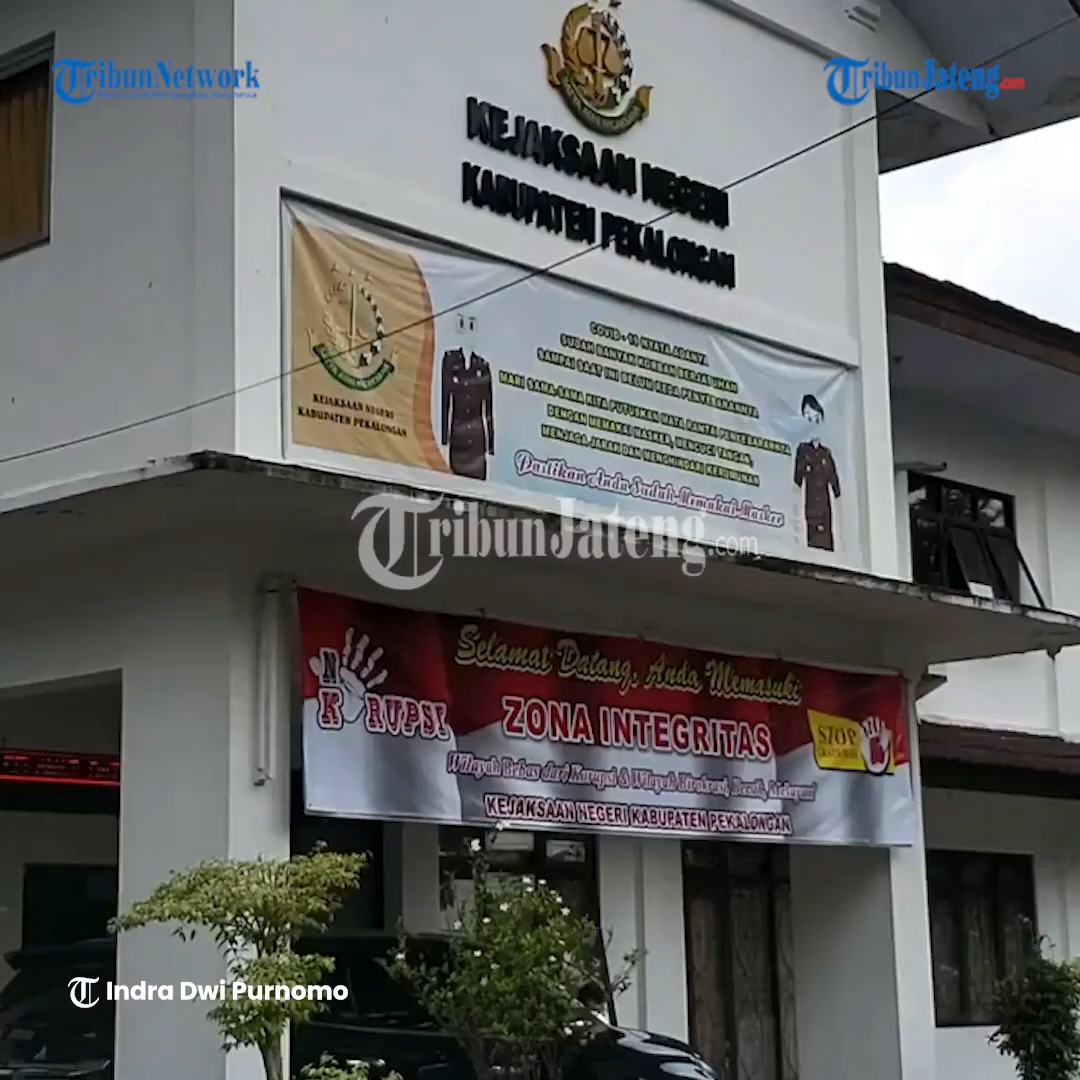 TribunNetwork
TribunJateng.com
KEJAKSAAN NEGERI
KABUPATEN PEKALONGAN
COVID - 19 NYATA ADANYA
SUDAH BANYAK KORBAN BERJATUHAN
SAMPAI SAAT INI BELUM REDA PENYEBARANNYA
MARI SAMA-SAMA KITA PUTUSKAN MATA RANTAI PENYEBARANNYA
DENGAN MEMAKAI MASKER, MENCUCI TANGAN,
MENJAGA JARAK DAN MENGHINDARI KERUMUNAN
Pastikan Anda Sudah Memakai Masker
KEJAKSAAN NEGERI
KABUPATEN PEKALONGAN
TribunJateng.com
Selamat Datang, Anda Memasuki
ZONA INTEGRITAS
Wilayah Bebas dari Korupsi & Wilayah Birokrasi, Bersih, Melayani
KEJAKSAAN NEGERI KABUPATEN PEKALONGAN
N
K RUPSI
STOP
Indra Dwi Purnomo